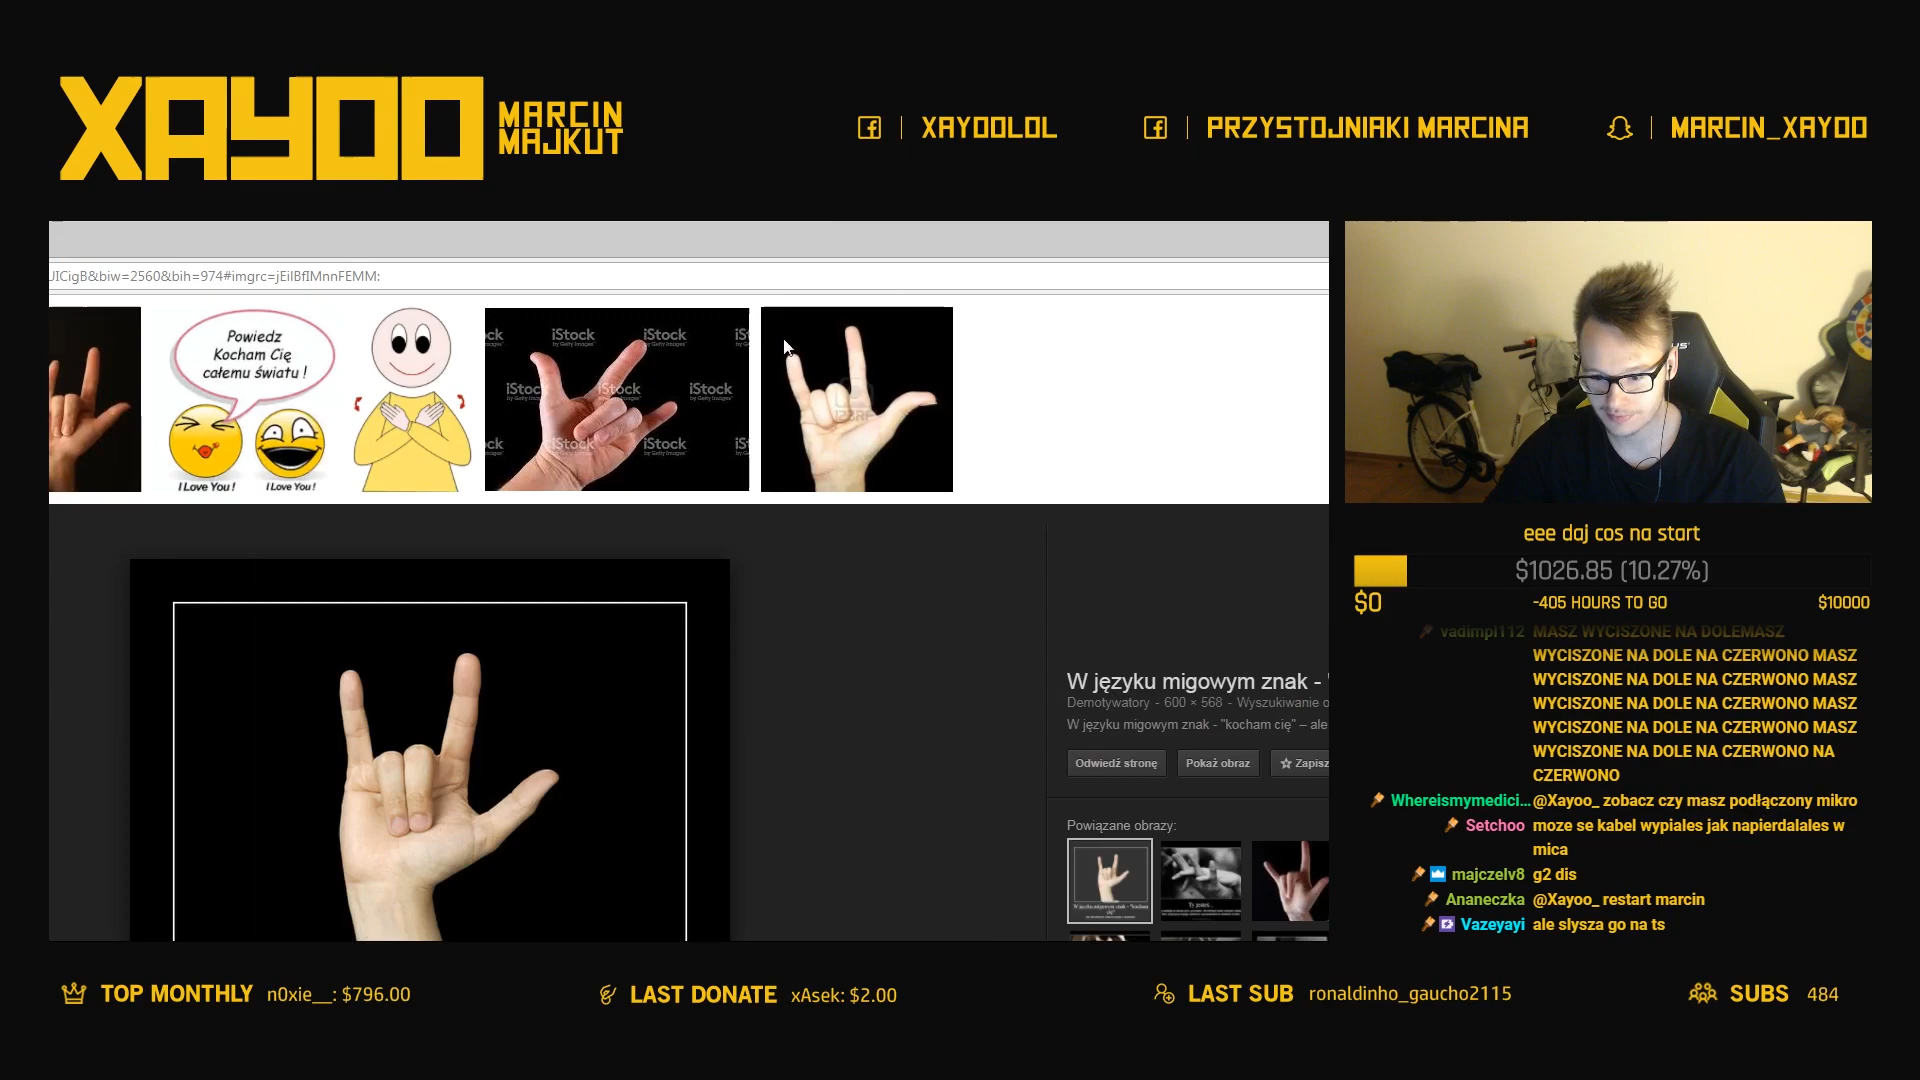 XAYOO
MARCIN
MAJKUT
XAYOOLOL
PRZYSTOJNIAKI MARCINA
MARCIN_XAYOO
UICigB&biw=2560&bih=974#imgrc=jEilBfIMnnFEMM:
Powiedz
Kocham Cię
całemu światu !
I Love You !
I Love You !
iStock
by Getty Images
W języku migowym znak - "
Demotywatory - 600 × 568 - Wyszukiwanie o
W języku migowym znak - "kocham cię" – ale
Odwiedź stronę
Pokaż obraz
Zapisz
Powiązane obrazy:
eee daj cos na start
$1026.85 (10.27%)
$0
-405 HOURS TO GO
$10000
vadimpl112 MASZ WYCISZONE NA DOLEMASZ
WYCISZONE NA DOLE NA CZERWONO MASZ
WYCISZONE NA DOLE NA CZERWONO MASZ
WYCISZONE NA DOLE NA CZERWONO MASZ
WYCISZONE NA DOLE NA CZERWONO MASZ
WYCISZONE NA DOLE NA CZERWONO NA
CZERWONO
Whereismymedici... @Xayoo_ zobacz czy masz podłączony mikro
Setchoo moze se kabel wypiales jak napierdalales w
mica
majczelv8 g2 dis
Ananeczka @Xayoo_ restart marcin
Vazeyayi ale slysza go na ts
TOP MONTHLY n0xie__: $796.00
LAST DONATE xAsek: $2.00
LAST SUB ronaldinho_gaucho2115
SUBS 484